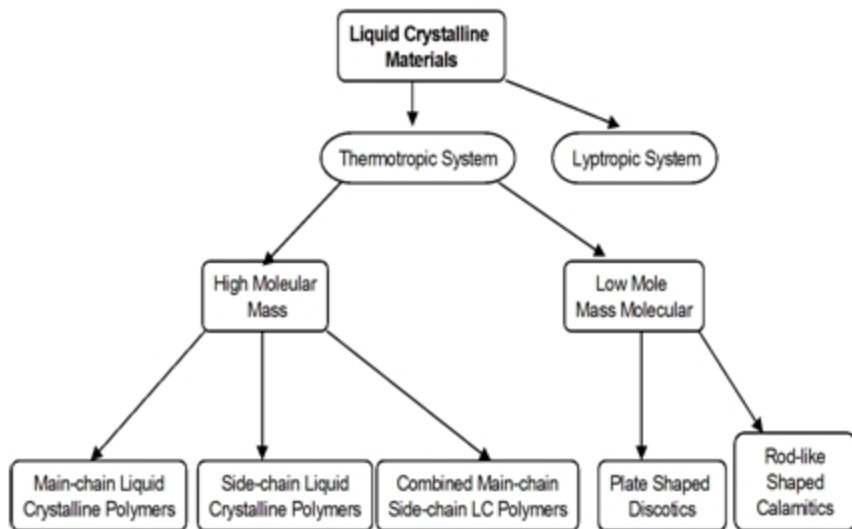 Liquid Crystalline
Materials
Thermotropic System
Lyptropic System
High Moleular
Mass
Low Mole
Mass Molecular
Main-chain Liquid
Crystalline Polymers
Side-chain Liquid
Crystalline Polymers
Combined Main-chain
Side-chain LC Polymers
Plate Shaped
Discotics
Rod-like
Shaped
Calamitics